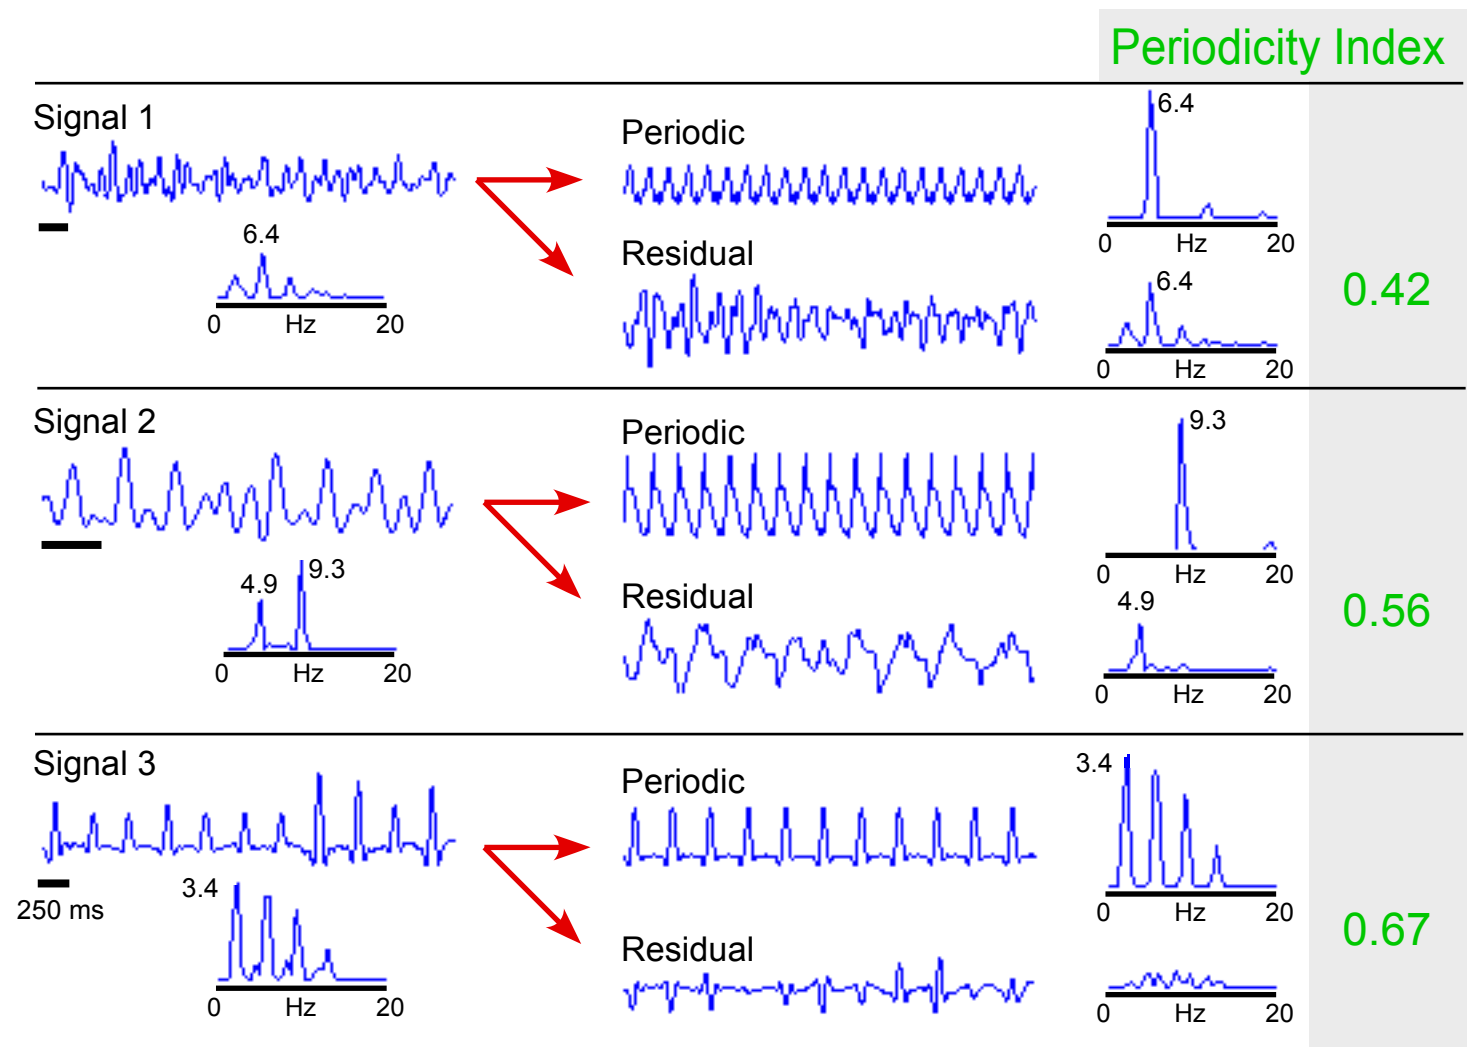 Periodicity Index
Signal 1
6.4
0 Hz 20
Periodic
6.4
0 Hz 20
Residual
6.4
0 Hz 20
0.42
Signal 2
4.9 9.3
0 Hz 20
Periodic
9.3
0 Hz 20
Residual
4.9
0 Hz 20
0.56
Signal 3
250 ms
3.4
0 Hz 20
Periodic
3.4
0 Hz 20
Residual
0 Hz 20
0.67